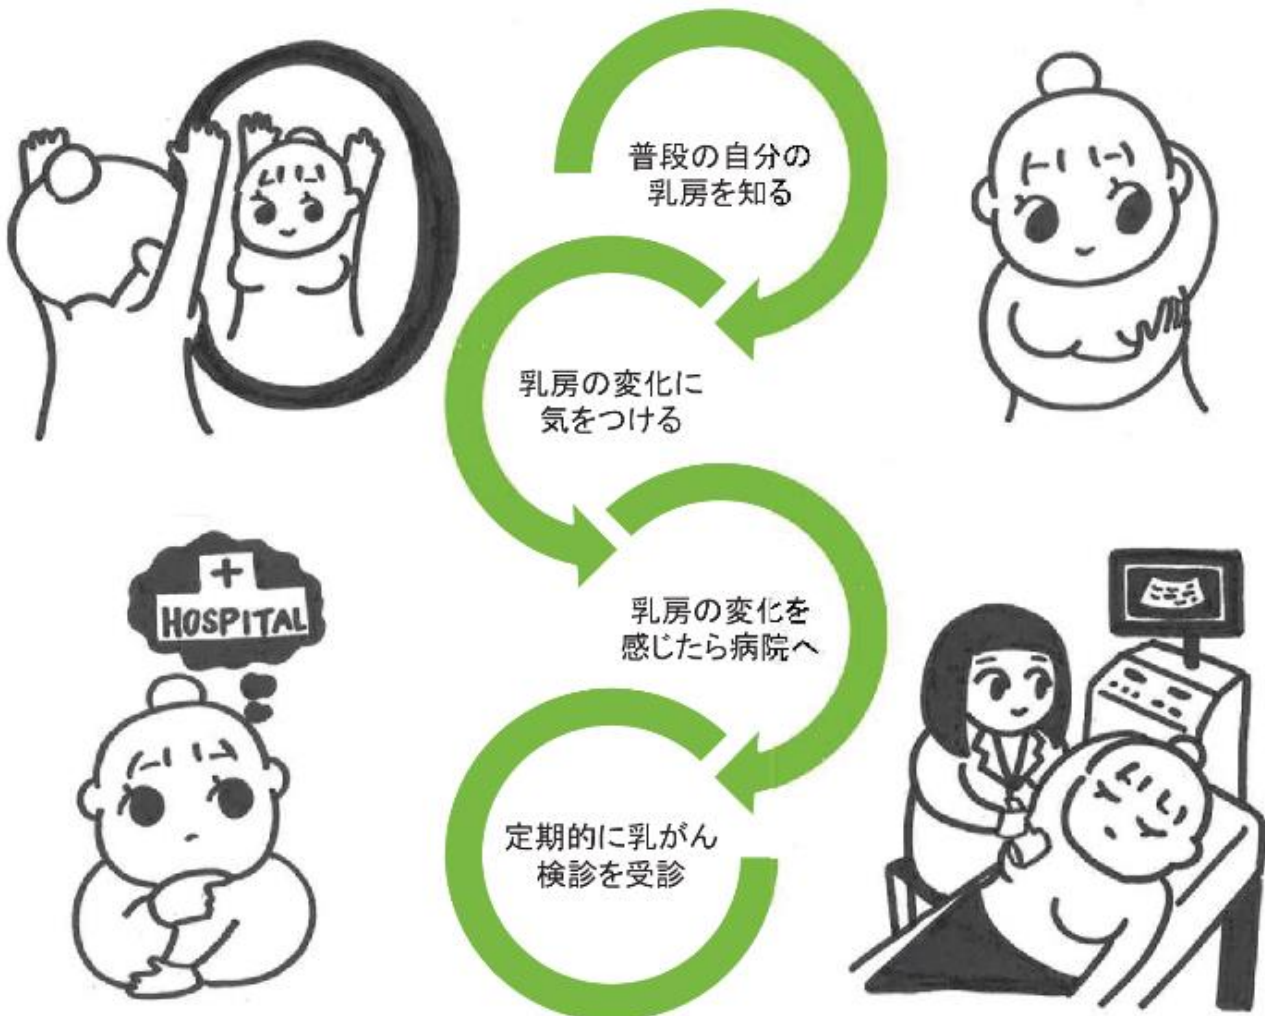 普段の自分の
乳房を知る
乳房の変化に
気をつける
HOSPITAL
乳房の変化を
感じたら病院へ
定期的に乳がん
検診を受診